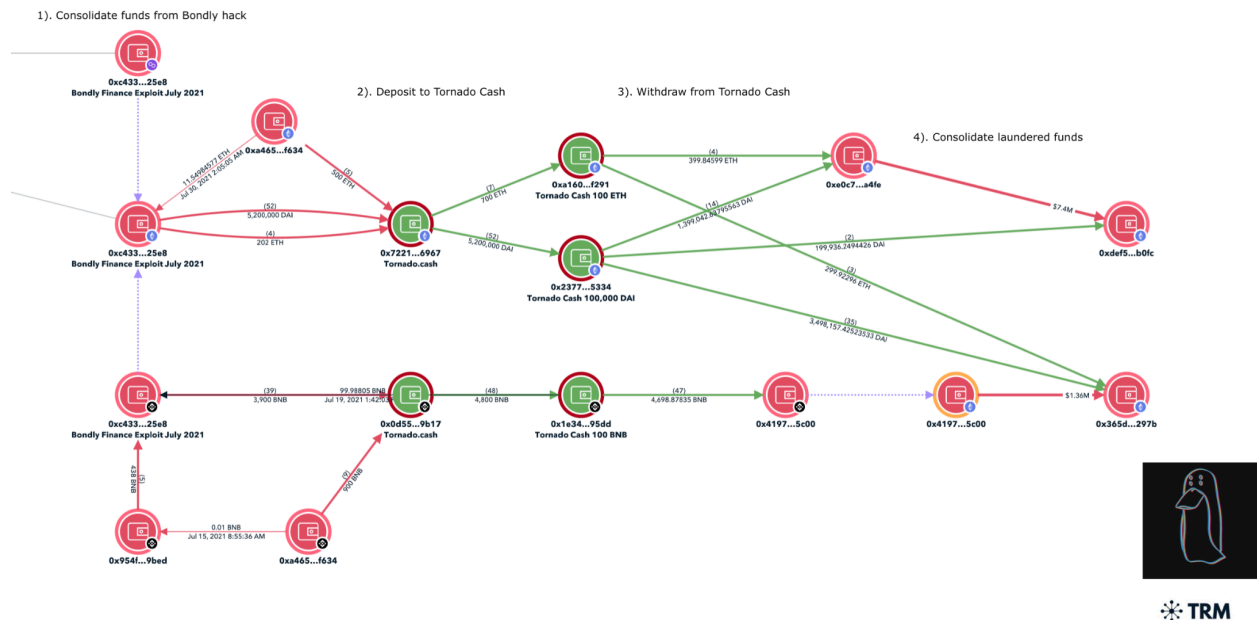 1). Consolidate funds from Bondly hack
0xc433...25e8
Bondly Finance Exploit July 2021
2). Deposit to Tornado Cash
3). Withdraw from Tornado Cash
4). Consolidate laundered funds
0xa465...f634
11.54984577 ETH
Jul 30, 2021 2:05:05 AM
(5)
500 ETH
(52)
5,200,000 DAI
(4)
202 ETH
0xc433...25e8
Bondly Finance Exploit July 2021
0x7221...6967
Tornado.cash
(7)
700 ETH
(52)
5,200,000 DAI
0xa160...f291
Tornado Cash 100 ETH
0x2377...5334
Tornado Cash 100,000 DAI
(4)
399.84599 ETH
(14)
(2)
199,936.2494426 DAI
(3)
299.92296 ETH
(35)
3,498,157.42523533 DAI
0xe0c7...a4fe
$7.4M
0xdef5...b0fc
(39)
3,900 BNB
99.98805 BNB
Jul 19, 2021 1:42:03
0xc433...25e8
Bondly Finance Exploit July 2021
0x0d55...9b17
Tornado.cash
(48)
4,800 BNB
0x1e34...95dd
Tornado Cash 100 BNB
(47)
4,698.87835 BNB
0x4197...5c00
0x4197...5c00
$1.36M
0x365d...297b
(5)
438 BNB
(9)
900 BNB
0.01 BNB
Jul 15, 2021 8:55:36 AM
0x954f...9bed
0xa465...f634
TRM